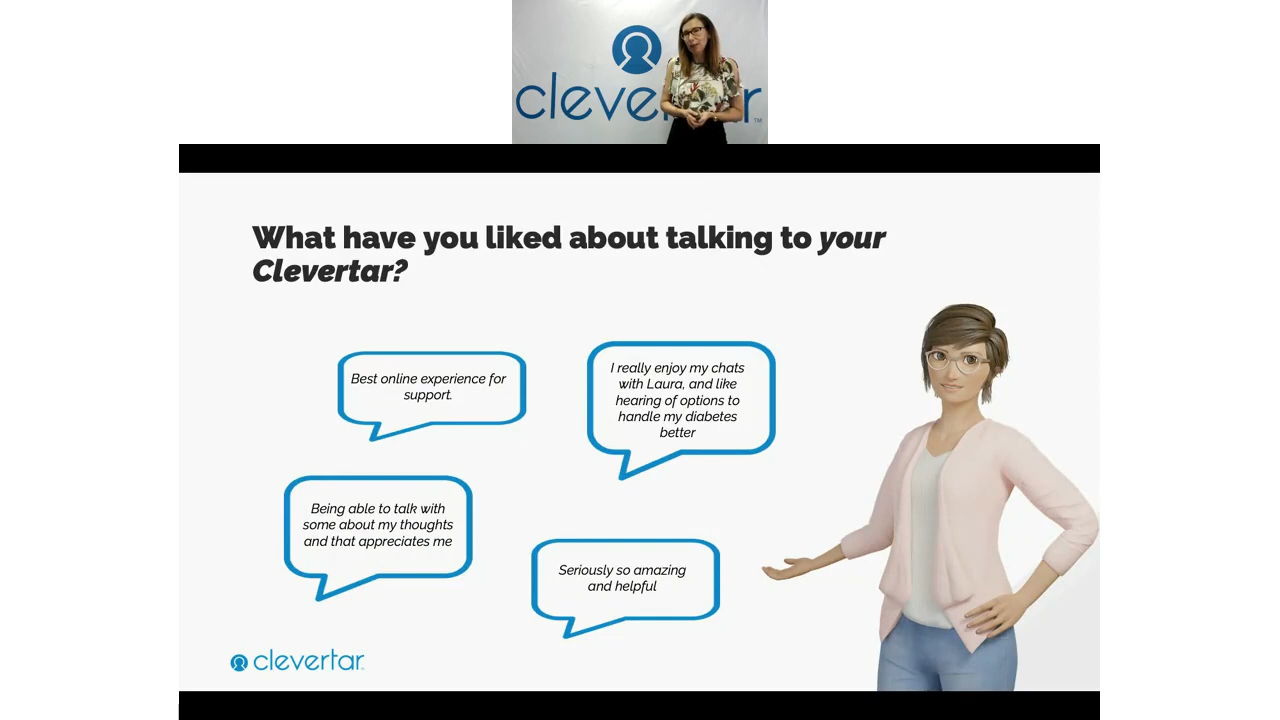 clevertar
What have you liked about talking to your
Clevertar?
Best online experience for
support.
I really enjoy my chats
with Laura, and like
hearing of options to
handle my diabetes
better
Being able to talk with
some about my thoughts
and that appreciates me
Seriously so amazing
and helpful
clevertar